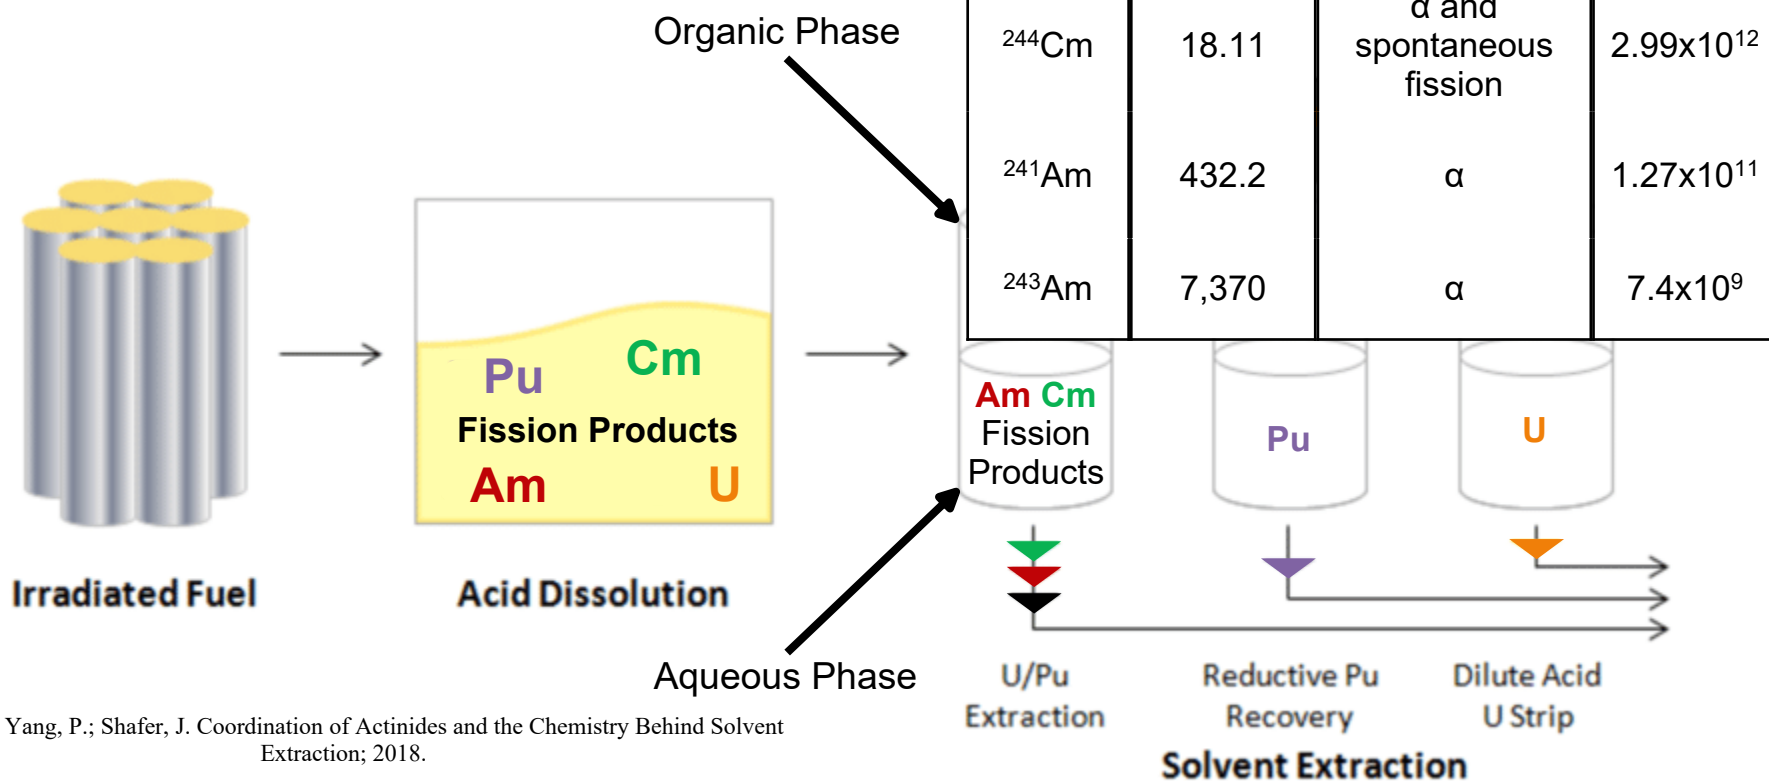 Organic Phase
α and
²⁴⁴Cm 18.11 spontaneous 2.99x10¹²
fission
²⁴¹Am 432.2 α 1.27x10¹¹
²⁴³Am 7,370 α 7.4x10⁹
Pu Cm
Fission Products
Am U
Am Cm
Fission
Products
Pu
U
Irradiated Fuel
Acid Dissolution
Aqueous Phase
U/Pu
Extraction
Reductive Pu
Recovery
Dilute Acid
U Strip
Solvent Extraction
Yang, P.; Shafer, J. Coordination of Actinides and the Chemistry Behind Solvent
Extraction; 2018.